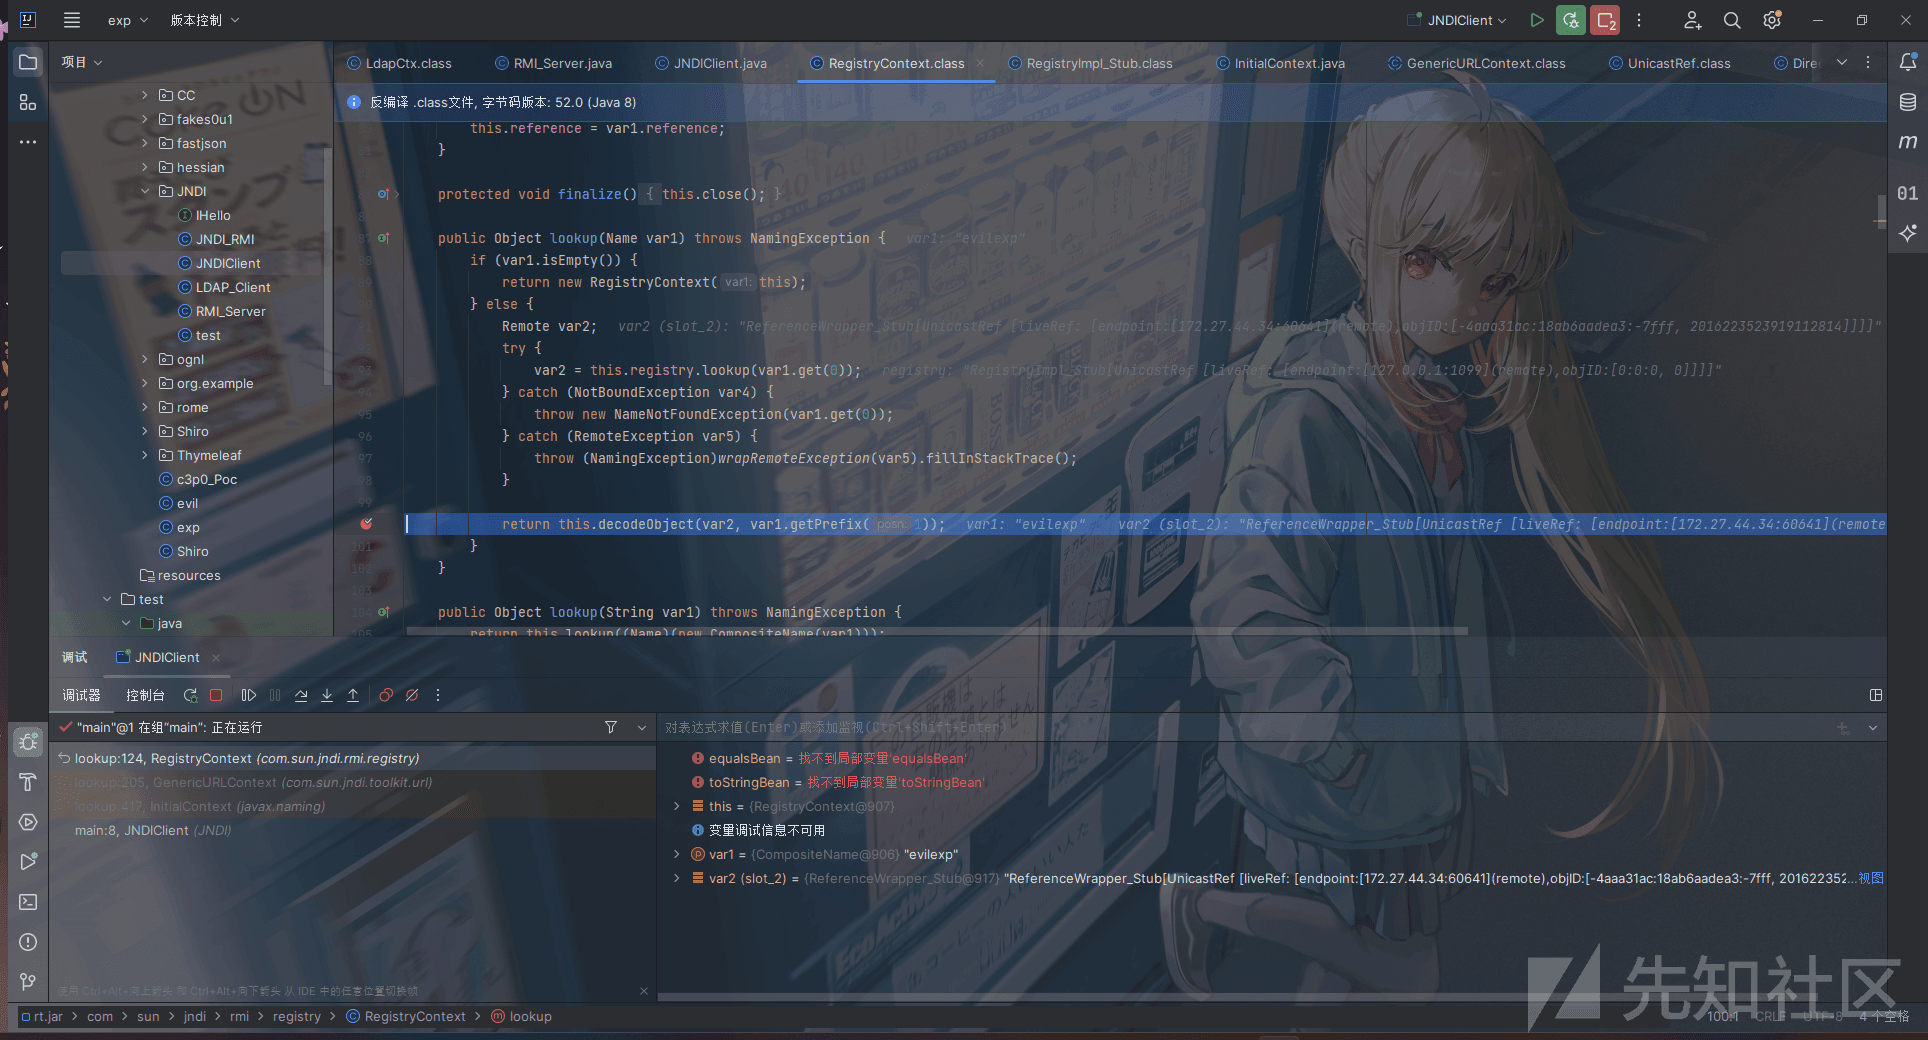 exp
版本控制
JNDIClient
项目
LdapCtx.class
RMI_Server.java
JNDIClient.java
RegistryContext.class
RegistryImpl_Stub.class
InitialContext.java
GenericURLContext.class
UnicastRef.class
Dire
反编译 .class文件, 字节码版本: 52.0 (Java 8)
CC
fakes0u1
fastjson
hessian
JNDI
IHello
JNDI_RMI
JNDIClient
LDAP_Client
RMI_Server
test
ognl
org.example
rome
Shiro
Thymeleaf
c3p0_Poc
evil
exp
Shiro
resources
test
java
this.reference = var1.reference;
}
protected void finalize() { this.close(); }
public Object lookup(Name var1) throws NamingException { var1: "evilexp"
if (var1.isEmpty()) {
return new RegistryContext( var1: this);
} else {
Remote var2; var2 (slot_2): "ReferenceWrapper_Stub[UnicastRef [liveRef: [endpoint:[172.27.44.34:60641](remote),objID:[-4aaa31ac:18ab6aadea3:-7fff, 2016223523919112814]]]]"
try {
var2 = this.registry.lookup(var1.get(0)); registry: "RegistryImpl_Stub[UnicastRef [liveRef: [endpoint:[127.0.0.1:1099](remote),objID:[0:0:0, 0]]]]"
} catch (NotBoundException var4) {
95 throw new NameNotFoundException(var1.get(0));
96 } catch (RemoteException var5) {
97 throw (NamingException)wrapRemoteException(var5).fillInStackTrace();
98 }
99
return this.decodeObject(var2, var1.getPrefix( posn: 1)); var1: "evilexp" var2 (slot_2): "ReferenceWrapper_Stub[UnicastRef [liveRef: [endpoint:[172.27.44.34:60641](remote
101 }
102 }
103
104 public Object lookup(String var1) throws NamingException {
105 return this.lookup((Name)(new CompositeName(var1)));
调试
JNDIClient
调试器
控制台
"main"@1 在组"main": 正在运行
对表达式求值(Enter)或添加监视(Ctrl+Shift+Enter)
lookup:124, RegistryContext (com.sun.jndi.rmi.registry)
lookup:205, GenericURLContext (com.sun.jndi.toolkit.url)
lookup:417, InitialContext (javax.naming)
main:8, JNDIClient (JNDI)
equalsBean = 找不到局部变量'equalsBean'
toStringBean = 找不到局部变量'toStringBean'
this = {RegistryContext@907}
变量调试信息不可用
var1 = {CompositeName@906} "evilexp"
var2 (slot_2) = {ReferenceWrapper_Stub@917} "ReferenceWrapper_Stub[UnicastRef [liveRef: [endpoint:[172.27.44.34:60641](remote),objID:[-4aaa31ac:18ab6aadea3:-7fff, 201622352... 视图
使用 Ctrl+Alt+向上箭头 和 Ctrl+Alt+向下箭头 从 IDE 中的任意位置切换帧
rt.jar
com
sun
jndi
rmi
registry
RegistryContext
lookup
100:1
CRLF
UTF-8
4 个空格
先知社区